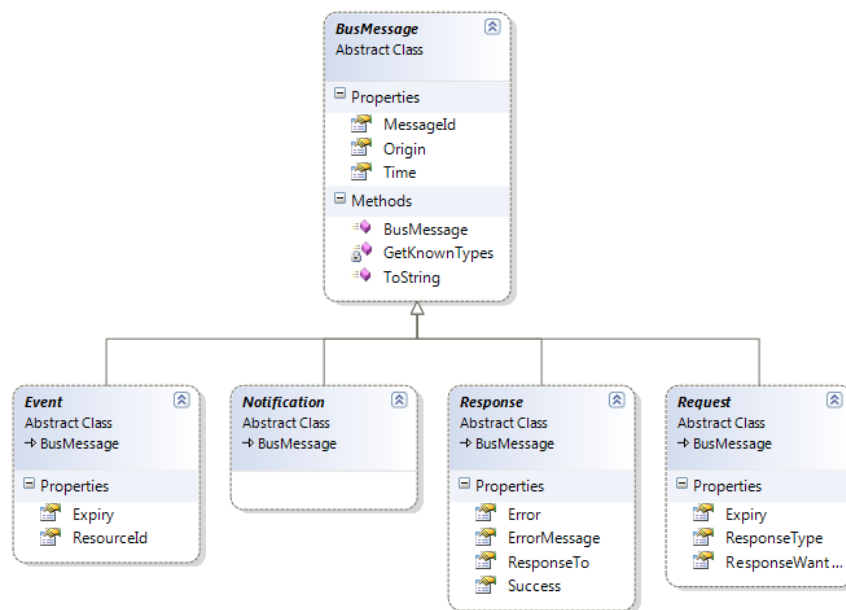 BusMessage
Abstract Class
Properties
MessageId
Origin
Time
Methods
BusMessage
GetKnownTypes
ToString
Event
Abstract Class
BusMessage
Properties
Expiry
ResourceId
Notification
Abstract Class
BusMessage
Response
Abstract Class
BusMessage
Properties
Error
ErrorMessage
ResponseTo
Success
Request
Abstract Class
BusMessage
Properties
Expiry
ResponseType
ResponseWant...